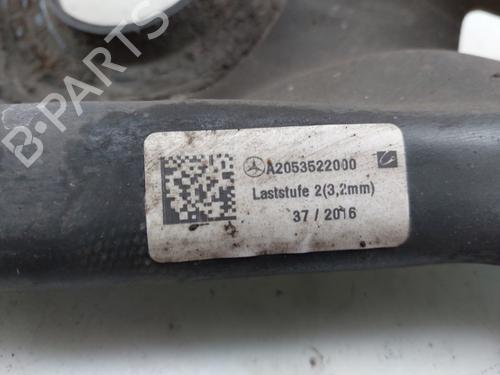 B-PARTS
A2053522000
Laststufe 2(3,2mm)
37 / 2016